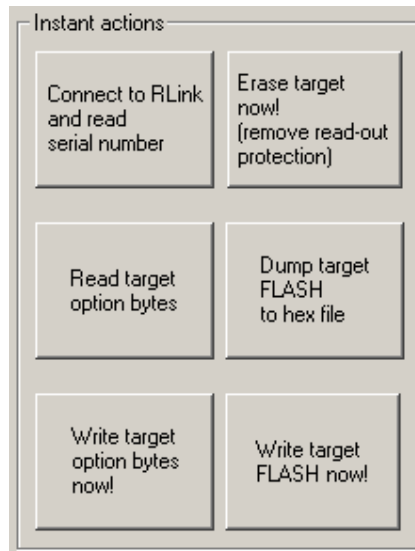 Instant actions
Connect to RLink
and read
serial number
Erase target
now!
(remove read-out
protection)
Read target
option bytes
Dump target
FLASH
to hex file
Write target
option bytes
now!
Write target
FLASH now!